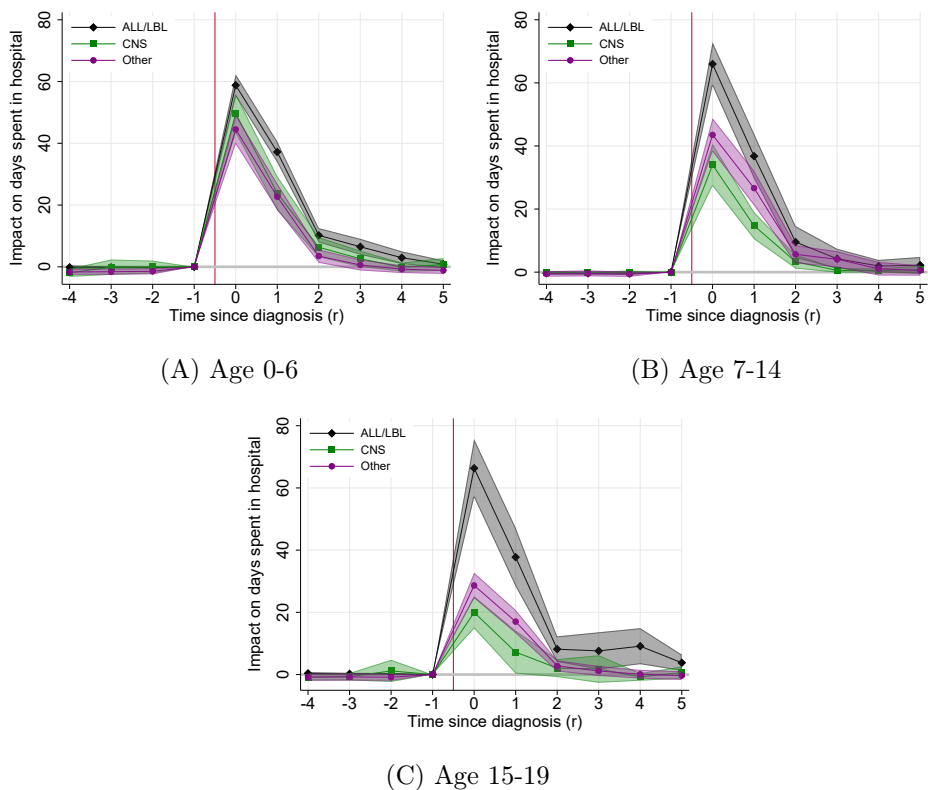 80
60
40
20
0
Impact on days spent in hospital
ALL/LBL
CNS
Other
-4 -3 -2 -1 0 1 2 3 4 5
Time since diagnosis (r)
(A) Age 0-6
80
60
40
20
0
Impact on days spent in hospital
ALL/LBL
CNS
Other
-4 -3 -2 -1 0 1 2 3 4 5
Time since diagnosis (r)
(B) Age 7-14
80
60
40
20
0
Impact on days spent in hospital
ALL/LBL
CNS
Other
-4 -3 -2 -1 0 1 2 3 4 5
Time since diagnosis (r)
(C) Age 15-19